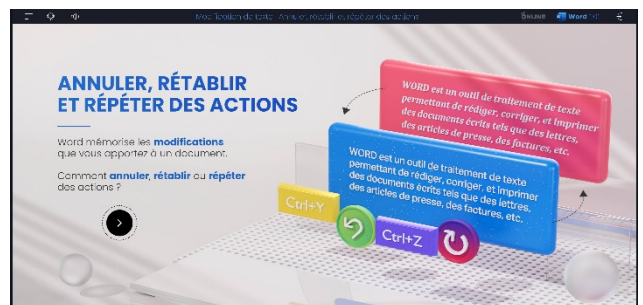 Modification de texte : Annuler, rétablir et répéter des actions
ONLINE
Word
ANNULER, RÉTABLIR
ET RÉPÉTER DES ACTIONS
Word mémorise les modifications
que vous apportez à un document.
Comment annuler, rétablir ou répéter
des actions ?
WORD est un outil de traitement de texte
permettant de rédiger, corriger, et imprimer
des documents écrits tels que des lettres,
des articles de presse, des factures, etc.
WORD est un outil de traitement de texte
permettant de rédiger, corriger, et imprimer
des documents écrits tels que des lettres,
des articles de presse, des factures, etc.
Ctrl+Y
Ctrl+Z